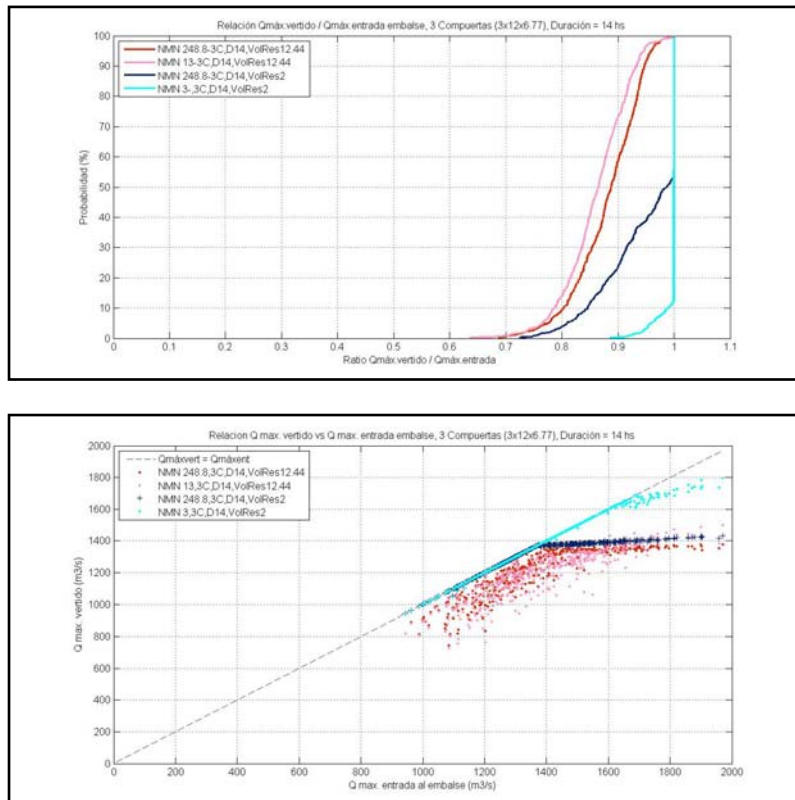 Relación Qmáx.vertido / Qmáx.entrada embalse, 3 Compuertas (3x12x6.77), Duración = 14 hs
100
90
80
70
60
50
40
30
20
10
0
Probabilidad (%)
NMN 248.8-3C,D14,VolRes12.44
NMN 13-3C,D14,VolRes12.44
NMN 248.8-3C,D14,VolRes2
NMN 3-,3C,D14,VolRes2
0 0.1 0.2 0.3 0.4 0.5 0.6 0.7 0.8 0.9 1 1.1
Ratio Qmáx.vertido / Qmáx.entrada
Relacion Q max. vertido vs Q max. entrada embalse, 3 Compuertas (3x12x6.77), Duración = 14 hs
2000
1800
1600
1400
1200
1000
800
600
400
200
0
Q max. vertido (m3/s)
Qmáxvert = Qmáxent
NMN 248.8,3C,D14,VolRes12.44
NMN 13,3C,D14,VolRes12.44
NMN 248.8,3C,D14,VolRes2
NMN 3,3C,D14,VolRes2
0 200 400 600 800 1000 1200 1400 1600 1800 2000
Q max. entrada al embalse (m3/s)